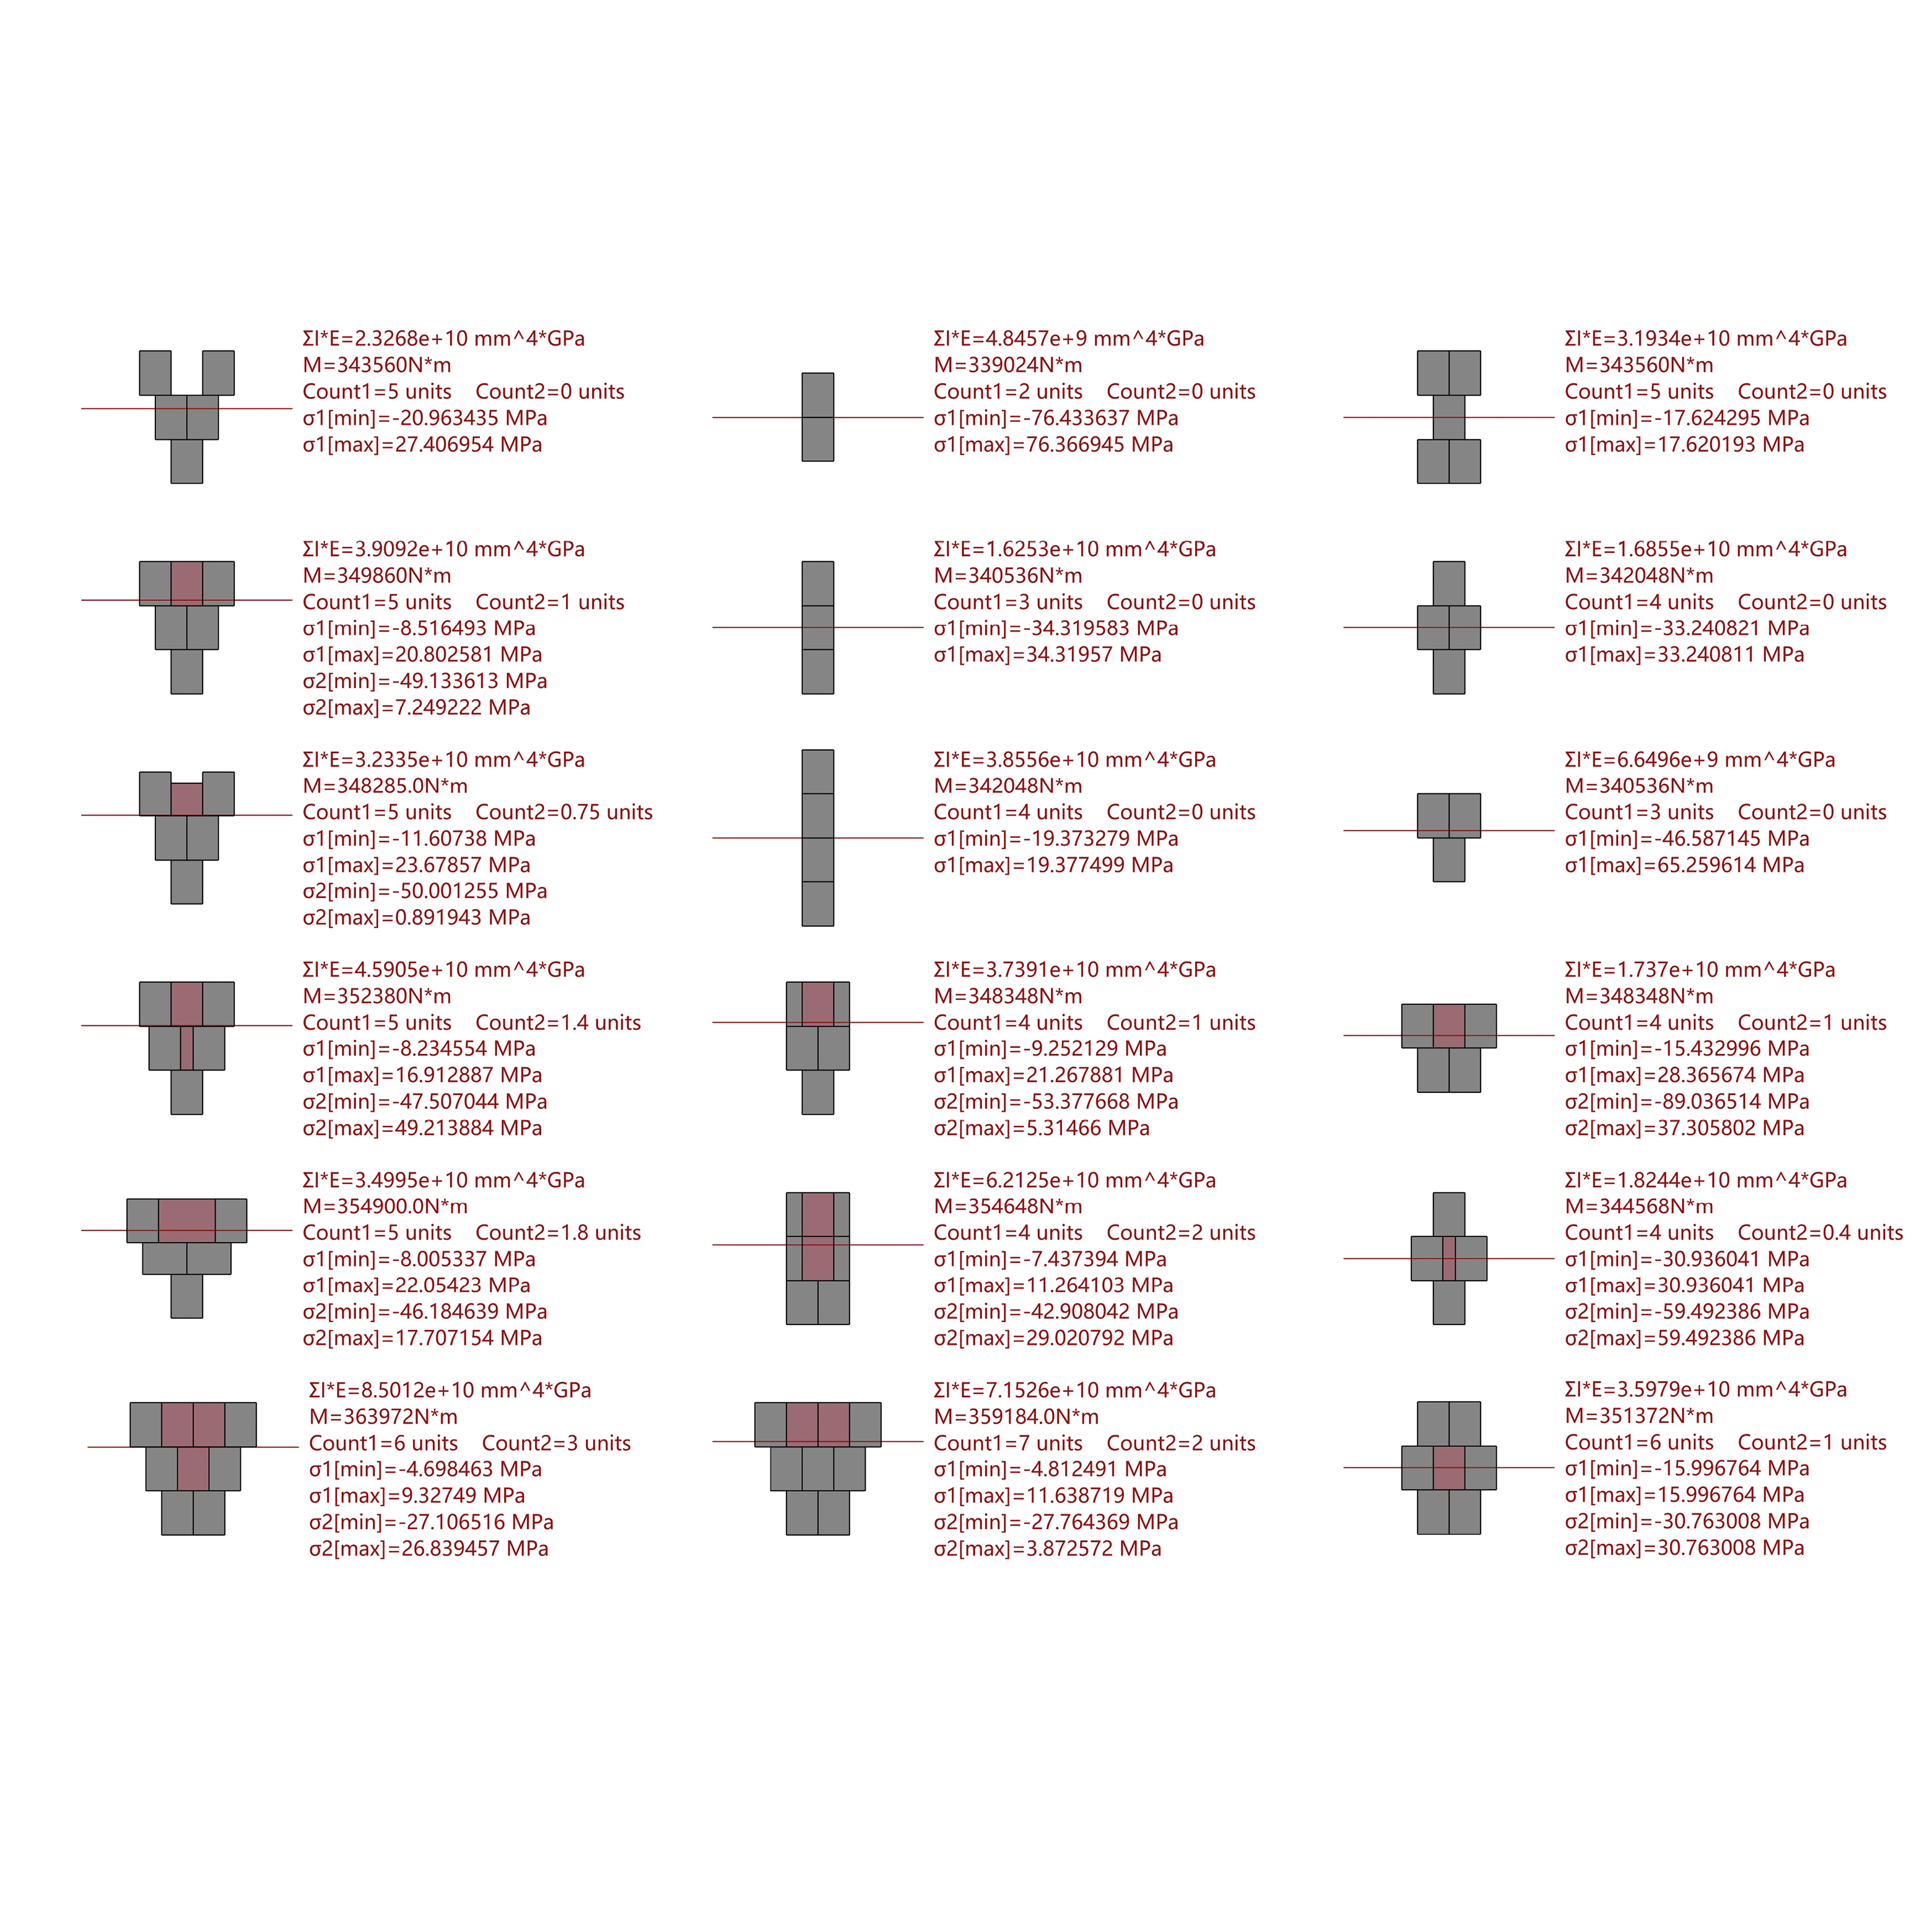 ΣI*E=2.3268e+10 mm^4*GPa
M=343560N*m
Count1=5 units Count2=0 units
σ1[min]=-20.963435 MPa
σ1[max]=27.406954 MPa
ΣI*E=4.8457e+9 mm^4*GPa
M=339024N*m
Count1=2 units Count2=0 units
σ1[min]=-76.433637 MPa
σ1[max]=76.366945 MPa
ΣI*E=3.1934e+10 mm^4*GPa
M=343560N*m
Count1=5 units Count2=0 units
σ1[min]=-17.624295 MPa
σ1[max]=17.620193 MPa
ΣI*E=3.9092e+10 mm^4*GPa
M=349860N*m
Count1=5 units Count2=1 units
σ1[min]=-8.516493 MPa
σ1[max]=20.802581 MPa
σ2[min]=-49.133613 MPa
σ2[max]=7.249222 MPa
ΣI*E=1.6253e+10 mm^4*GPa
M=340536N*m
Count1=3 units Count2=0 units
σ1[min]=-34.319583 MPa
σ1[max]=34.31957 MPa
ΣI*E=1.6855e+10 mm^4*GPa
M=342048N*m
Count1=4 units Count2=0 units
σ1[min]=-33.240821 MPa
σ1[max]=33.240811 MPa
ΣI*E=3.2335e+10 mm^4*GPa
M=348285.0N*m
Count1=5 units Count2=0.75 units
σ1[min]=-11.60738 MPa
σ1[max]=23.67857 MPa
σ2[min]=-50.001255 MPa
σ2[max]=0.891943 MPa
ΣI*E=3.8556e+10 mm^4*GPa
M=342048N*m
Count1=4 units Count2=0 units
σ1[min]=-19.373279 MPa
σ1[max]=19.377499 MPa
ΣI*E=6.6496e+9 mm^4*GPa
M=340536N*m
Count1=3 units Count2=0 units
σ1[min]=-46.587145 MPa
σ1[max]=65.259614 MPa
ΣI*E=4.5905e+10 mm^4*GPa
M=352380N*m
Count1=5 units Count2=1.4 units
σ1[min]=-8.234554 MPa
σ1[max]=16.912887 MPa
σ2[min]=-47.507044 MPa
σ2[max]=49.213884 MPa
ΣI*E=3.7391e+10 mm^4*GPa
M=348348N*m
Count1=4 units Count2=1 units
σ1[min]=-9.252129 MPa
σ1[max]=21.267881 MPa
σ2[min]=-53.377668 MPa
σ2[max]=5.31466 MPa
ΣI*E=1.737e+10 mm^4*GPa
M=348348N*m
Count1=4 units Count2=1 units
σ1[min]=-15.432996 MPa
σ1[max]=28.365674 MPa
σ2[min]=-89.036514 MPa
σ2[max]=37.305802 MPa
ΣI*E=3.4995e+10 mm^4*GPa
M=354900.0N*m
Count1=5 units Count2=1.8 units
σ1[min]=-8.005337 MPa
σ1[max]=22.05423 MPa
σ2[min]=-46.184639 MPa
σ2[max]=17.707154 MPa
ΣI*E=6.2125e+10 mm^4*GPa
M=354648N*m
Count1=4 units Count2=2 units
σ1[min]=-7.437394 MPa
σ1[max]=11.264103 MPa
σ2[min]=-42.908042 MPa
σ2[max]=29.020792 MPa
ΣI*E=1.8244e+10 mm^4*GPa
M=344568N*m
Count1=4 units Count2=0.4 units
σ1[min]=-30.936041 MPa
σ1[max]=30.936041 MPa
σ2[min]=-59.492386 MPa
σ2[max]=59.492386 MPa
ΣI*E=8.5012e+10 mm^4*GPa
M=363972N*m
Count1=6 units Count2=3 units
σ1[min]=-4.698463 MPa
σ1[max]=9.32749 MPa
σ2[min]=-27.106516 MPa
σ2[max]=26.839457 MPa
ΣI*E=7.1526e+10 mm^4*GPa
M=359184.0N*m
Count1=7 units Count2=2 units
σ1[min]=-4.812491 MPa
σ1[max]=11.638719 MPa
σ2[min]=-27.764369 MPa
σ2[max]=3.872572 MPa
ΣI*E=3.5979e+10 mm^4*GPa
M=351372N*m
Count1=6 units Count2=1 units
σ1[min]=-15.996764 MPa
σ1[max]=15.996764 MPa
σ2[min]=-30.763008 MPa
σ2[max]=30.763008 MPa